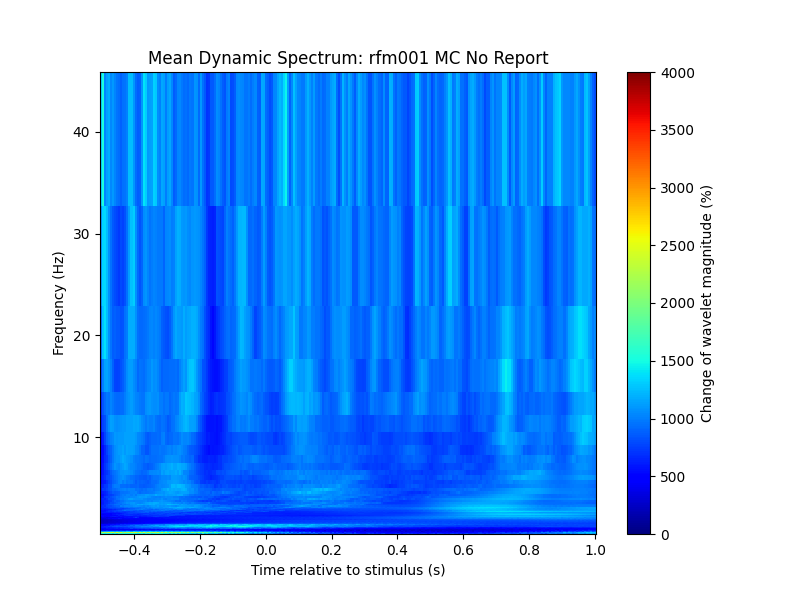 Mean Dynamic Spectrum: rfm001 MC No Report
Frequency (Hz)
40
30
20
10
−0.4 −0.2 0.0 0.2 0.4 0.6 0.8 1.0
Time relative to stimulus (s)
4000
3500
3000
2500
2000
1500
1000
500
0
Change of wavelet magnitude (%)